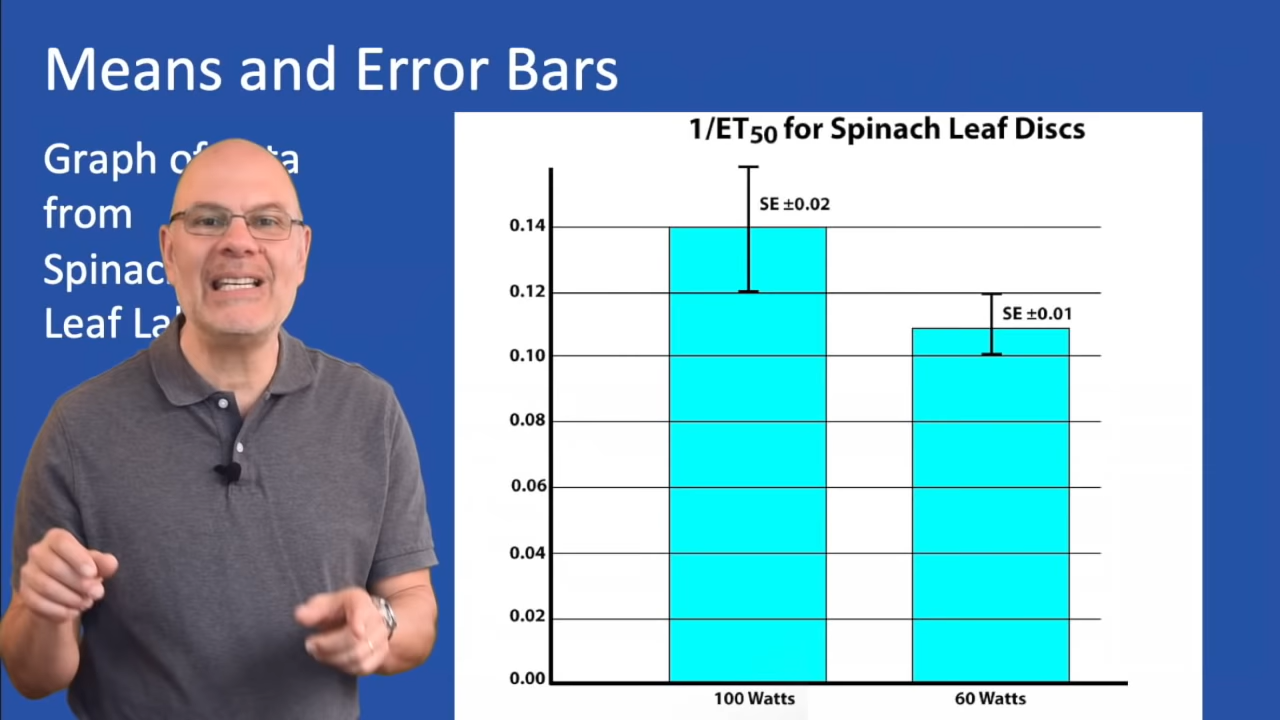 Means and Error Bars
Graph of
from
Leaf
1/ET50 for Spinach Leaf Discs
SE ±0.02
0.14
0.12
SE ±0.01
0.10
0.08
0.06
0.04
0.02
0.00
100 Watts
60 Watts